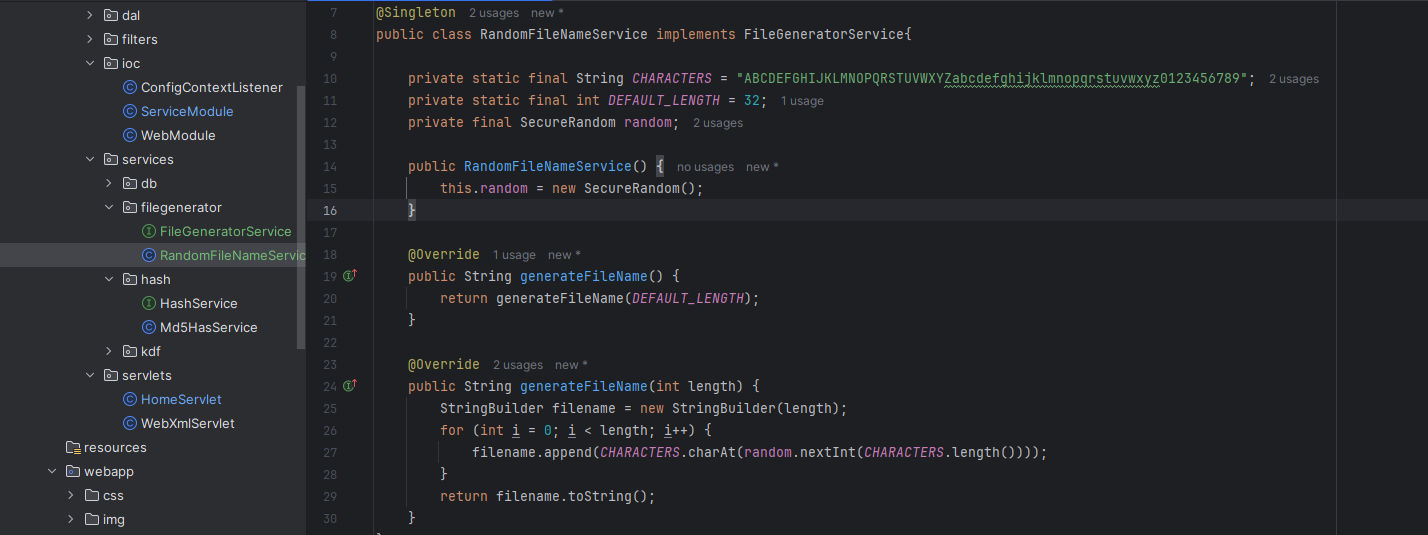 dal
filters
ioc
ConfigContextListener
ServiceModule
WebModule
services
db
filegenerator
FileGeneratorService
RandomFileNameServic
hash
HashService
Md5HasService
kdf
servlets
HomeServlet
WebXmlServlet
resources
webapp
css
img
7 @Singleton 2 usages new *
8 public class RandomFileNameService implements FileGeneratorService{
9
10 private static final String CHARACTERS = "ABCDEFGHIJKLMNOPQRSTUVWXYZabcdefghijklmnopqrstuvwxyz0123456789"; 2 usages
11 private static final int DEFAULT_LENGTH = 32; 1 usage
12 private final SecureRandom random; 2 usages
13
14 public RandomFileNameService() { no usages new *
15 this.random = new SecureRandom();
16 }
17
18 @Override 1 usage new *
19 public String generateFileName() {
20 return generateFileName(DEFAULT_LENGTH);
21 }
22
23 @Override 2 usages new *
24 public String generateFileName(int length) {
25 StringBuilder filename = new StringBuilder(length);
26 for (int i = 0; i < length; i++) {
27 filename.append(CHARACTERS.charAt(random.nextInt(CHARACTERS.length())));
28 }
29 return filename.toString();
30 }